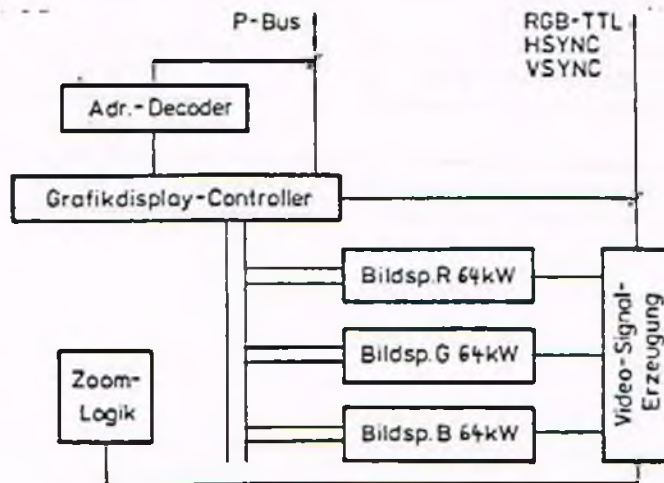 P-Bus
RGB-TTL
HSYNC
VSYNC
Adr.-Decoder
Grafikdisplay-Controller
Bildsp.R 64kW
Bildsp.G 64kW
Bildsp.B 64kW
Zoom-
Logik
Video-Signal-
Erzeugung